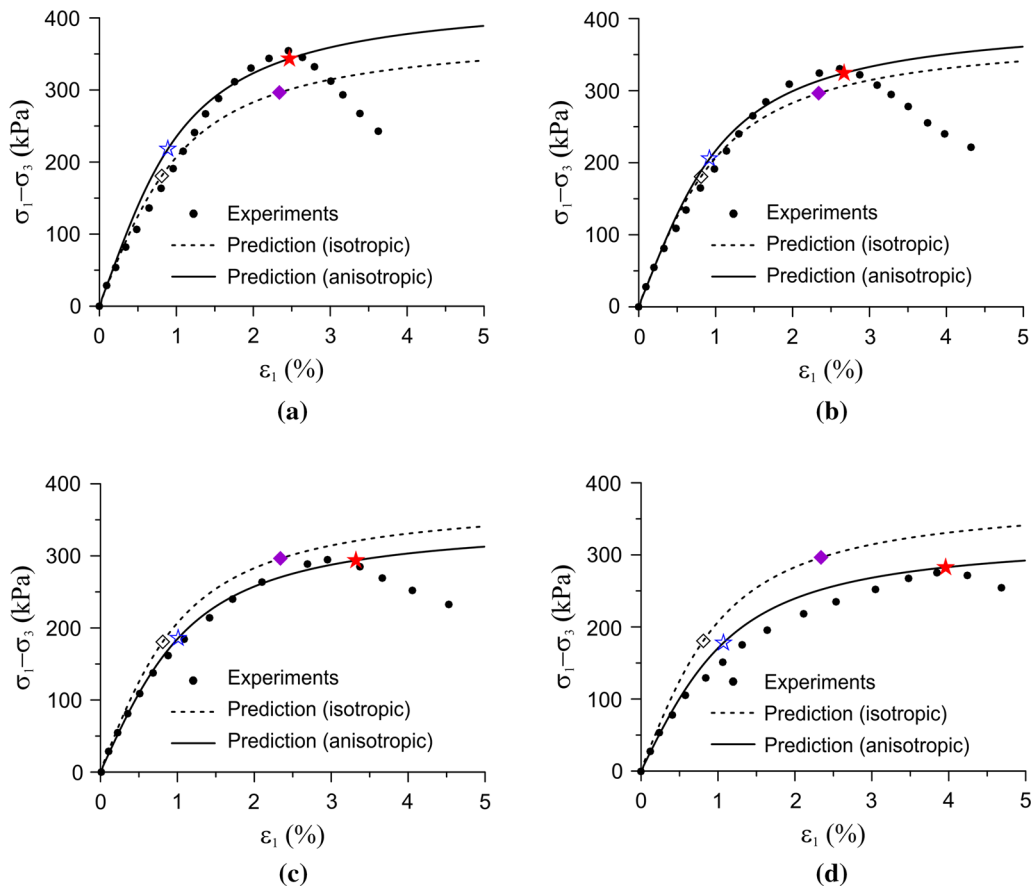 400
300
200
100
0
σ₁–σ₃ (kPa)
Experiments
Prediction (isotropic)
Prediction (anisotropic)
0 1 2 3 4 5
ε₁ (%)
(a)
400
300
200
100
0
σ₁–σ₃ (kPa)
Experiments
Prediction (isotropic)
Prediction (anisotropic)
0 1 2 3 4 5
ε₁ (%)
(b)
400
300
200
100
0
σ₁–σ₃ (kPa)
Experiments
Prediction (isotropic)
Prediction (anisotropic)
0 1 2 3 4 5
ε₁ (%)
(c)
400
300
200
100
0
σ₁–σ₃ (kPa)
Experiments
Prediction (isotropic)
Prediction (anisotropic)
0 1 2 3 4 5
ε₁ (%)
(d)